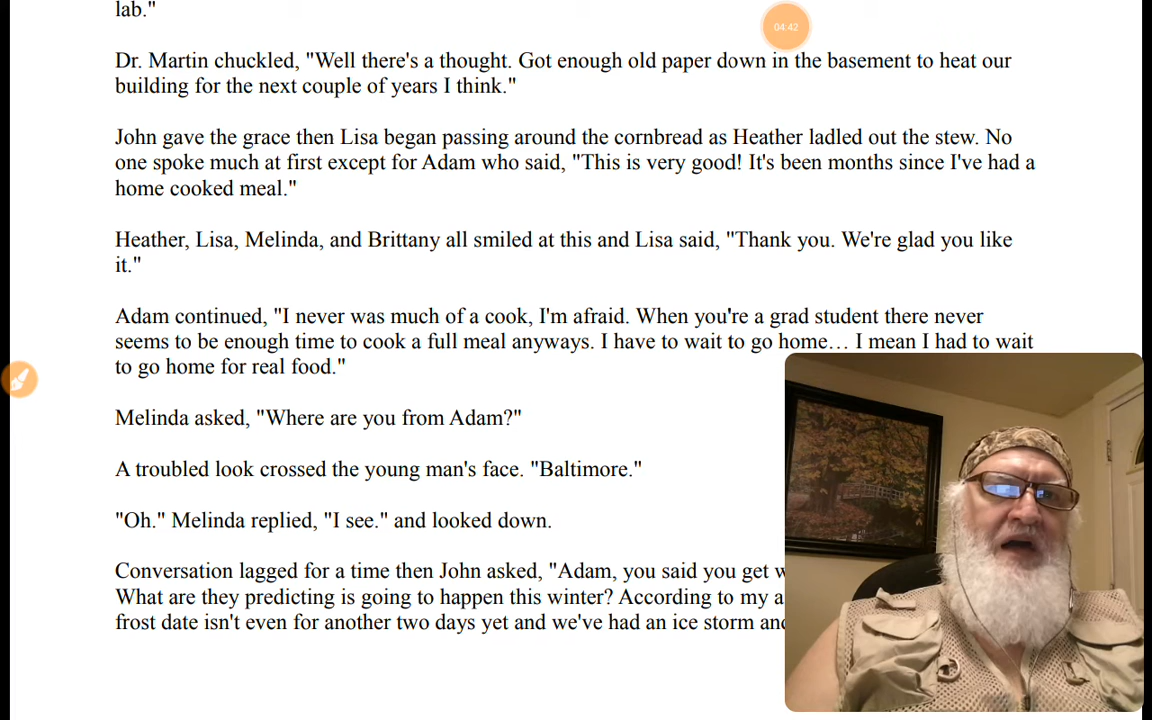 lab."
04:42
Dr. Martin chuckled, "Well there's a thought. Got enough old paper down in the basement to heat our
building for the next couple of years I think."
John gave the grace then Lisa began passing around the cornbread as Heather ladled out the stew. No
one spoke much at first except for Adam who said, "This is very good! It's been months since I've had a
home cooked meal."
Heather, Lisa, Melinda, and Brittany all smiled at this and Lisa said, "Thank you. We're glad you like
it."
Adam continued, "I never was much of a cook, I'm afraid. When you're a grad student there never
seems to be enough time to cook a full meal anyways. I have to wait to go home… I mean I had to wait
to go home for real food."
Melinda asked, "Where are you from Adam?"
A troubled look crossed the young man's face. "Baltimore."
"Oh." Melinda replied, "I see." and looked down.
Conversation lagged for a time then John asked, "Adam, you said you get
What are they predicting is going to happen this winter? According to my
frost date isn't even for another two days yet and we've had an ice storm